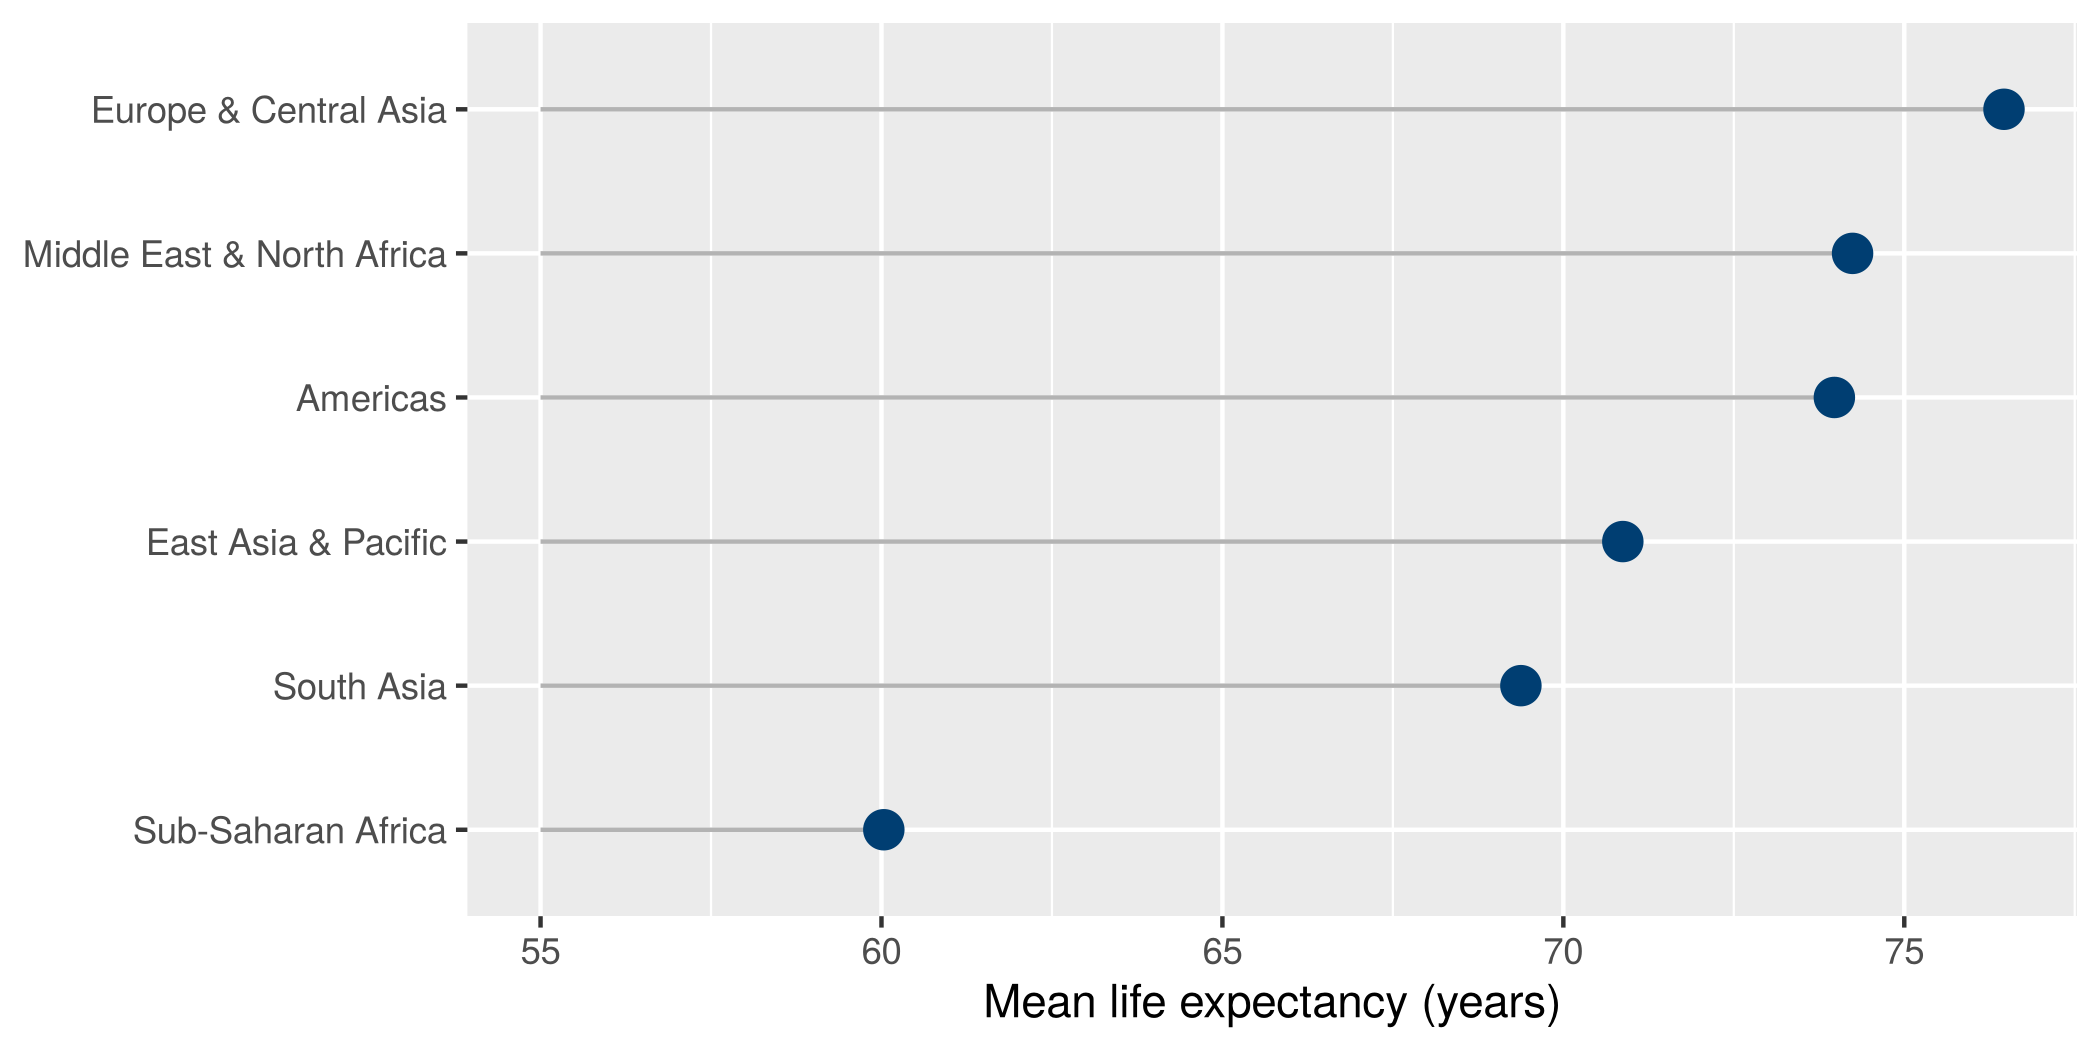 Europe & Central Asia
Middle East & North Africa
Americas
East Asia & Pacific
South Asia
Sub-Saharan Africa
55 60 65 70 75
Mean life expectancy (years)